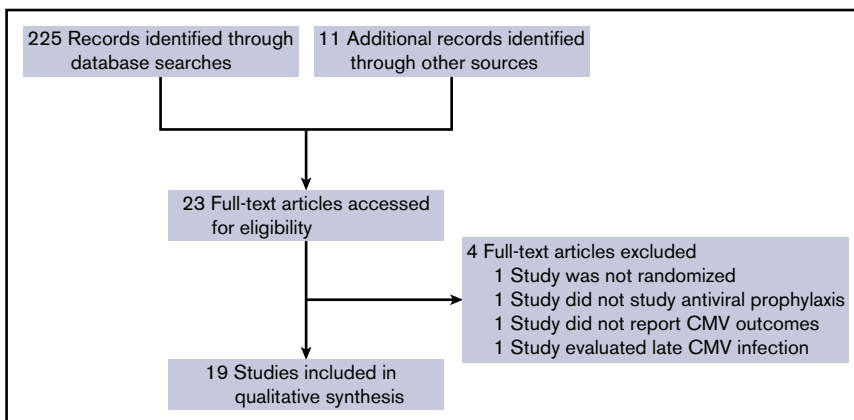 225 Records identified through
database searches
11 Additional records identified
through other sources
23 Full-text articles accessed
for eligibility
4 Full-text articles excluded
1 Study was not randomized
1 Study did not study antiviral prophylaxis
1 Study did not report CMV outcomes
1 Study evaluated late CMV infection
19 Studies included in
qualitative synthesis